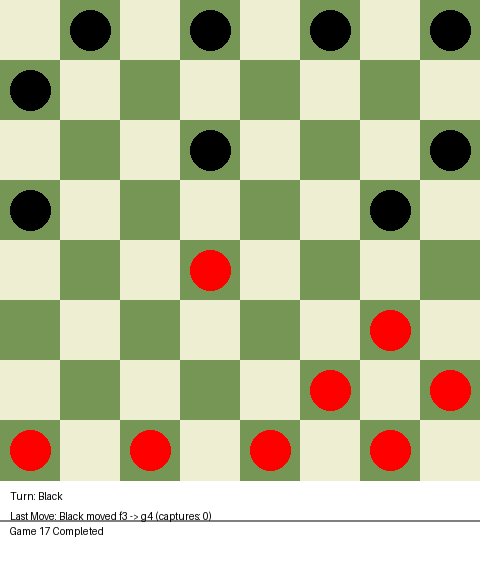 Turn: Black
Last Move: Black moved f3 -> g4 (captures: 0)
Game 17 Completed